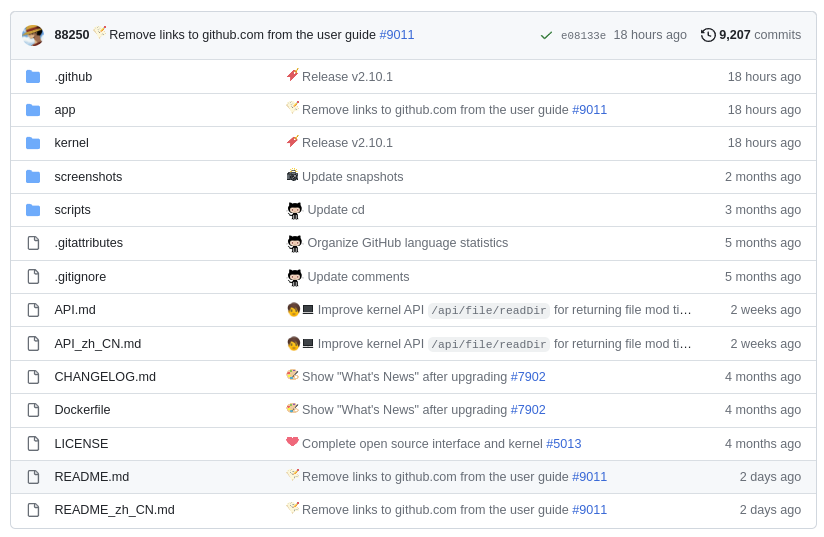 88250 Remove links to github.com from the user guide #9011 e08133e 18 hours ago 9,207 commits
.github Release v2.10.1 18 hours ago
app Remove links to github.com from the user guide #9011 18 hours ago
kernel Release v2.10.1 18 hours ago
screenshots Update snapshots 2 months ago
scripts Update cd 3 months ago
.gitattributes Organize GitHub language statistics 5 months ago
.gitignore Update comments 5 months ago
API.md Improve kernel API /api/file/readDir for returning file mod ti... 2 weeks ago
API_zh_CN.md Improve kernel API /api/file/readDir for returning file mod ti... 2 weeks ago
CHANGELOG.md Show "What's News" after upgrading #7902 4 months ago
Dockerfile Show "What's News" after upgrading #7902 4 months ago
LICENSE Complete open source interface and kernel #5013 4 months ago
README.md Remove links to github.com from the user guide #9011 2 days ago
README_zh_CN.md Remove links to github.com from the user guide #9011 2 days ago